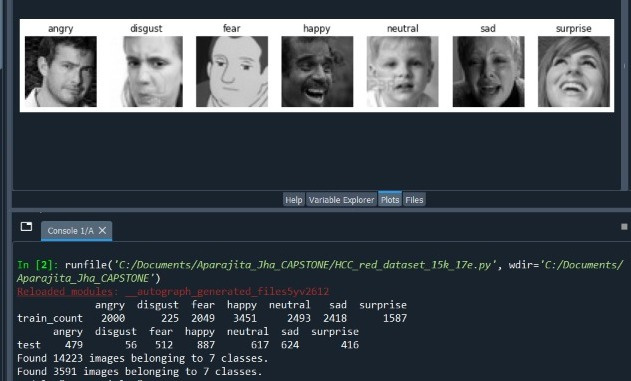 angry disgust fear happy neutral sad surprise
Help Variable Explorer Plots Files
Console 1/A
In [2]: runfile('C:/Documents/Aparajita_Jha_CAPSTONE/HCC_red_dataset_15k_17e.py', wdir='C:/Documents/
Aparajita_Jha_CAPSTONE')
Reloaded modules: __autograph_generated_files5yv2612
angry disgust fear happy neutral sad surprise
train_count 2000 225 2049 3451 2493 2418 1587
angry disgust fear happy neutral sad surprise
test 479 56 512 887 617 624 416
Found 14223 images belonging to 7 classes.
Found 3591 images belonging to 7 classes.